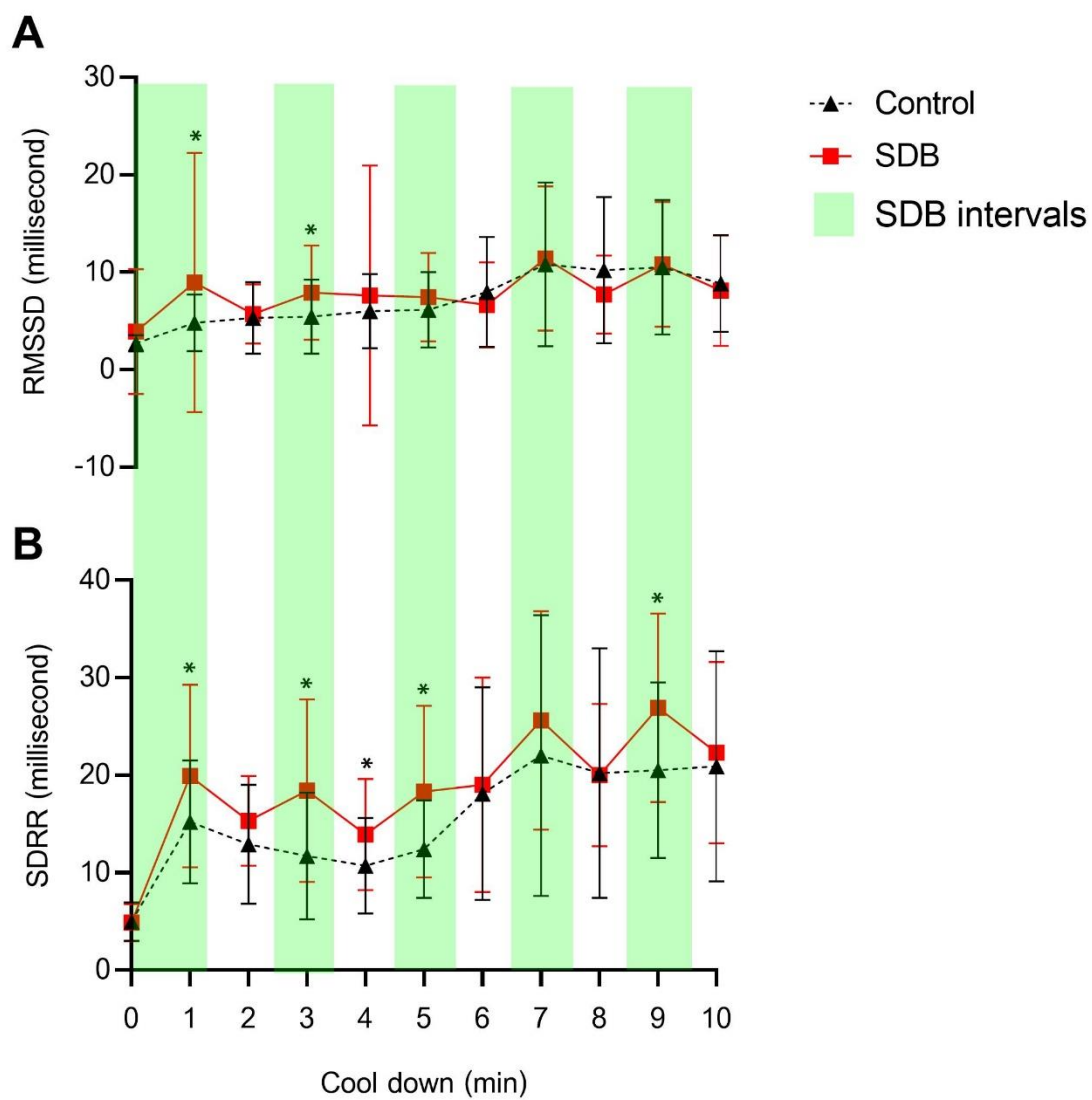 A
RMSSD (millisecond)
30
20
10
0
-10
*
*
Control
SDB
SDB intervals
B
SDRR (millisecond)
40
30
20
10
0
*
*
*
*
*
0 1 2 3 4 5 6 7 8 9 10
Cool down (min)